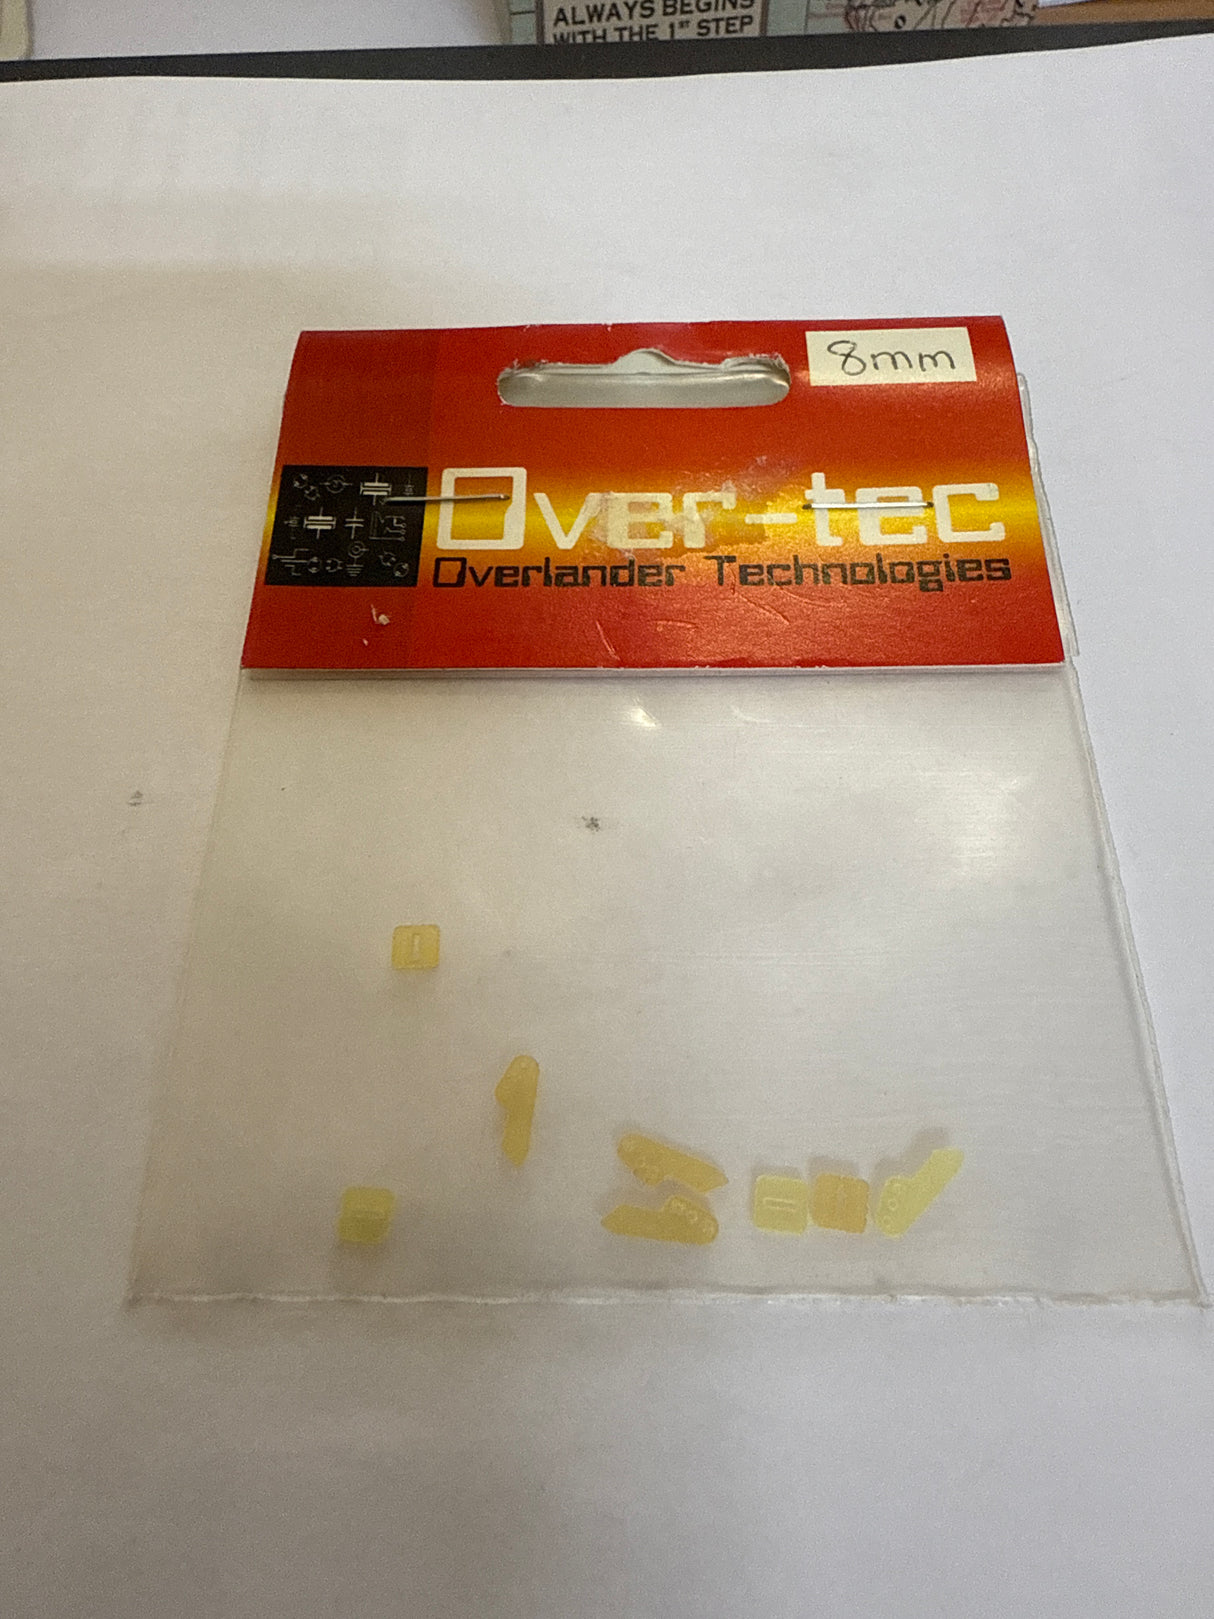 ALWAYS BEGINS
WITH THE 1ST STEP
8mm
Over-tec
Overlander Technologies